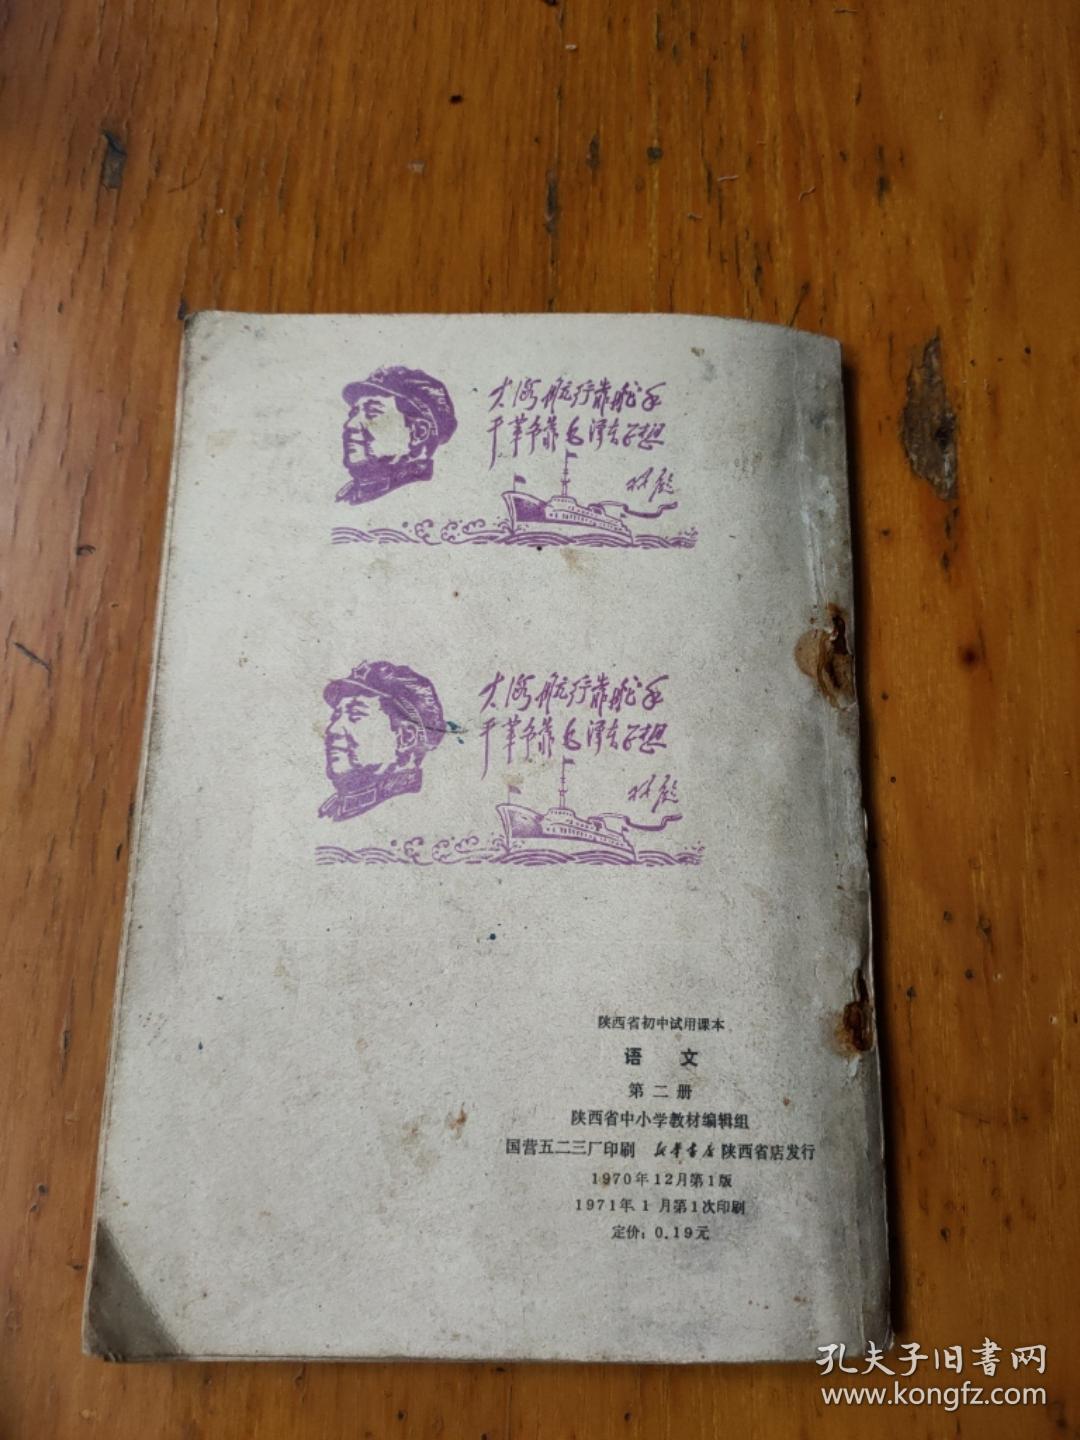 大海航行靠舵手
干革命靠毛泽东思想
林彪
大海航行靠舵手
干革命靠毛泽东思想
林彪
陕西省初中试用课本
语 文
第二册
陕西省中小学教材编辑组
国营五二三厂印刷 新华书店陕西省店发行
1970年12月第1版
1971年1月第1次印刷
定价：0.19元
孔夫子旧書网
www.kongfz.com